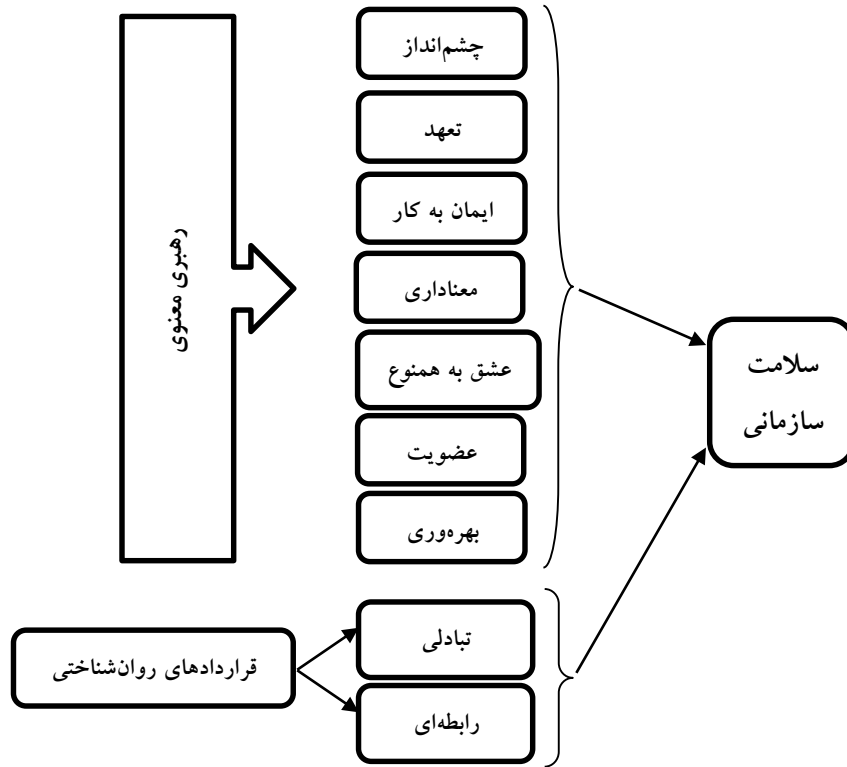 چشم‌انداز
تعهد
ایمان به کار
معناداری
عشق به همنوع
عضویت
بهره‌وری
رهبری معنوی
سلامت
سازمانی
تبادلی
رابطه‌ای
قراردادهای روان‌شناختی